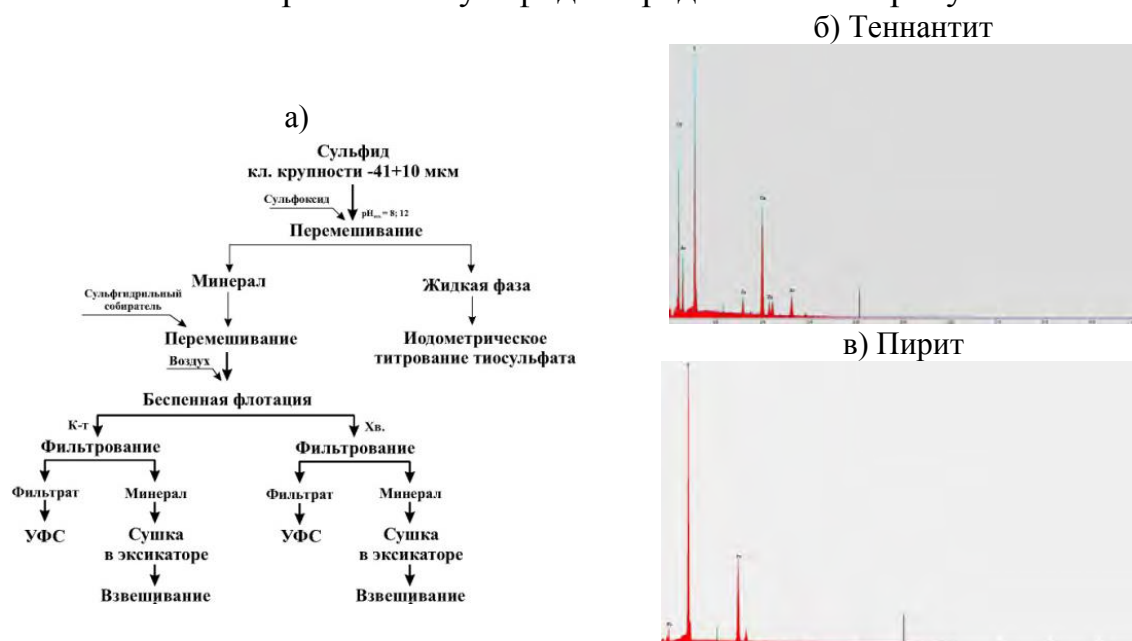 б) Теннантит
а)
Сульфид
кл. крупности -41+10 мкм
Сульфоксид
= 8; 12
Перемешивание
Минерал
Жидкая фаза
Сульфгидрильный
собиратель
Перемешивание
Иодометрическое
титрование тиосульфата
Воздух
Беспенная флотация
К-т
Хв.
Фильтрование
Фильтрование
Фильтрат
Минерал
Фильтрат
Минерал
УФС
Сушка
в эксикаторе
УФС
Сушка
в эксикаторе
Взвешивание
Взвешивание
в) Пирит